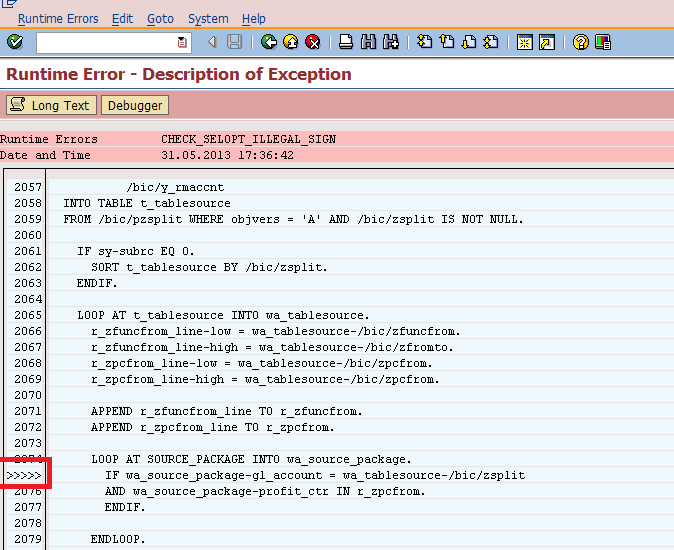 Runtime Errors Edit Goto System Help
Runtime Error - Description of Exception
Long Text Debugger
Runtime Errors CHECK_SELOPT_ILLEGAL_SIGN
Date and Time 31.05.2013 17:36:42
2057 /bic/y_rmaccnt
2058 INTO TABLE t_tablesource
2059 FROM /bic/pzsplit WHERE objvers = 'A' AND /bic/zsplit IS NOT NULL.
2060
2061 IF sy-subrc EQ 0.
2062 SORT t_tablesource BY /bic/zsplit.
2063 ENDIF.
2064
2065 LOOP AT t_tablesource INTO wa_tablesource.
2066 r_zfuncfrom_line-low = wa_tablesource-/bic/zfuncfrom.
2067 r_zfuncfrom_line-high = wa_tablesource-/bic/zfromto.
2068 r_zpcfrom_line-low = wa_tablesource-/bic/zpcfrom.
2069 r_zpcfrom_line-high = wa_tablesource-/bic/zpcfrom.
2070
2071 APPEND r_zfuncfrom_line TO r_zfuncfrom.
2072 APPEND r_zpcfrom_line TO r_zpcfrom.
2073
2074 LOOP AT SOURCE_PACKAGE INTO wa_source_package.
>>>>> IF wa_source_package-gl_account = wa_tablesource-/bic/zsplit
2076 AND wa_source_package-profit_ctr IN r_zpcfrom.
2077 ENDIF.
2078
2079 ENDLOOP.